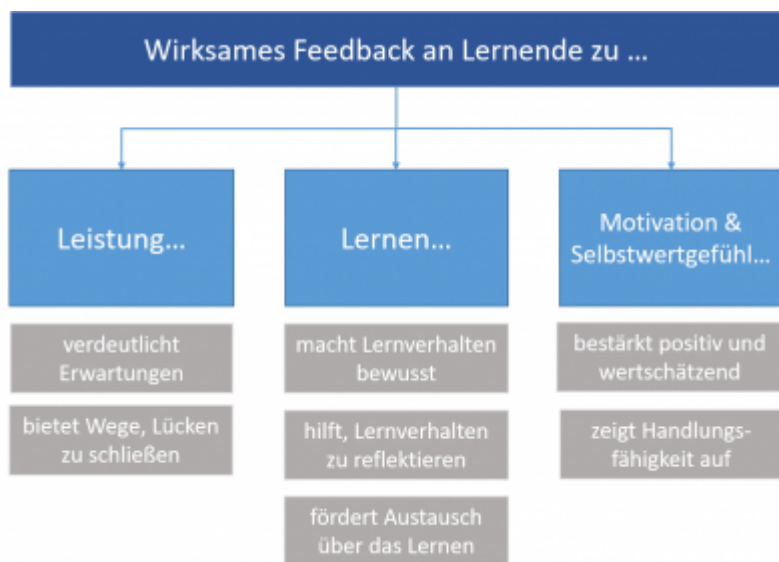 Wirksames Feedback an Lernende zu ...
Leistung...
verdeutlicht
Erwartungen
bietet Wege, Lücken
zu schließen
Lernen...
macht Lernverhalten
bewusst
hilft, Lernverhalten
zu reflektieren
fördert Austausch
über das Lernen
Motivation &
Selbstwertgefühl...
bestärkt positiv und
wertschätzend
zeigt Handlungs-
fähigkeit auf